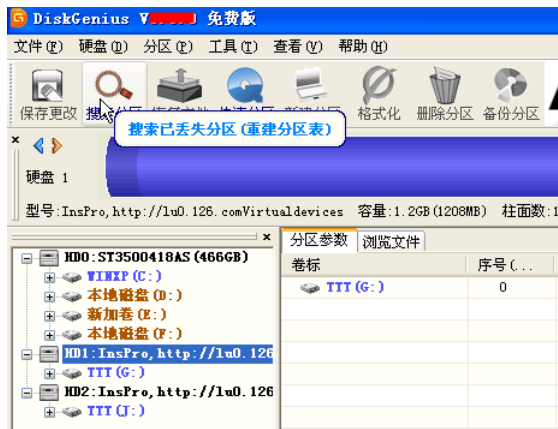 DiskGenius V 免费版
文件(F) 硬盘(D) 分区(P) 工具(T) 查看(V) 帮助(H)
保存更改 格式化 删除分区 备份分区
搜索已丢失分区(重建分区表)
硬盘 1
型号:InsPro,http://lu0.126.comVirtualdevices 容量:1.2GB(1208MB) 柱面数:1
分区参数 浏览文件
卷标 序号(...
TTT(G:) 0
HD0:ST3500418AS(466GB)
WINXP(C:)
本地磁盘(D:)
新加卷(E:)
本地磁盘(F:)
HD1:InsPro,http://lu0.126
TTT(G:)
HD2:InsPro,http://lu0.126
TTT(J:)